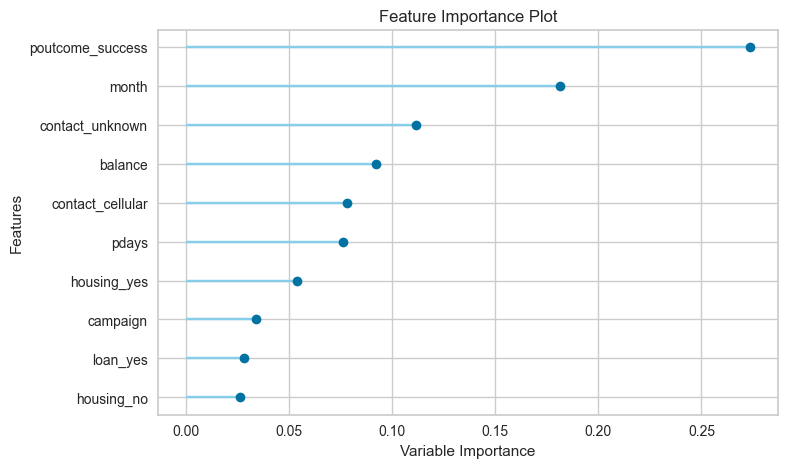 Feature Importance Plot
poutcome_success
month
contact_unknown
balance
contact_cellular
pdays
housing_yes
campaign
loan_yes
housing_no
Features
0.00 0.05 0.10 0.15 0.20 0.25
Variable Importance